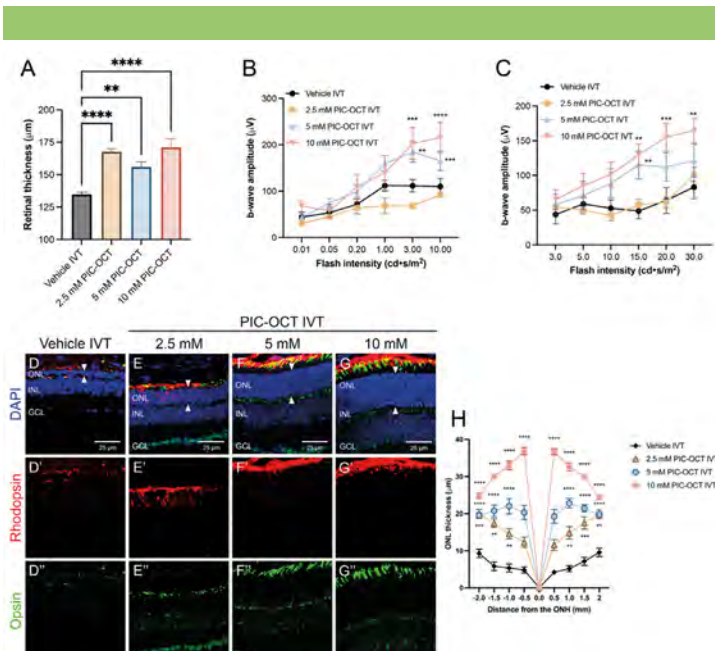 A
****
**
****
Retinal thickness (μm)
175
150
125
100
75
Vehicle IVT
2.5 mM PIC-OCT
5 mM PIC-OCT
10 mM PIC-OCT
B
Vehicle IVT
2.5 mM PIC-OCT IVT
5 mM PIC-OCT IVT
10 mM PIC-OCT IVT
***
****
**
***
b-wave amplitude (μV)
300
200
100
0
0.01 0.05 0.20 1.00 3.00 10.00
Flash intensity (cd•s/m²)
C
Vehicle IVT
2.5 mM PIC-OCT IVT
5 mM PIC-OCT IVT
10 mM PIC-OCT IVT
**
***
**
**
b-wave amplitude (μV)
200
150
100
50
0
3.0 5.0 10.0 15.0 20.0 30.0
Flash intensity (cd•s/m²)
PIC-OCT IVT
Vehicle IVT 2.5 mM 5 mM 10 mM
DAPI
D
ONL
INL
GCL
25 μm
E
ONL
INL
GCL
25 μm
F
ONL
INL
GCL
25 μm
G
ONL
INL
GCL
25 μm
Rhodopsin
D' E' F' G'
Opsin
D'' E'' F'' G''
H
Vehicle IVT
2.5 mM PIC-OCT IVT
5 mM PIC-OCT IVT
10 mM PIC-OCT IVT
ONL thickness (μm)
40
30
20
10
0
-2.0 -1.5 -1.0 -0.5 0.0 0.5 1.0 1.5 2
Distance from the ONH (mm)